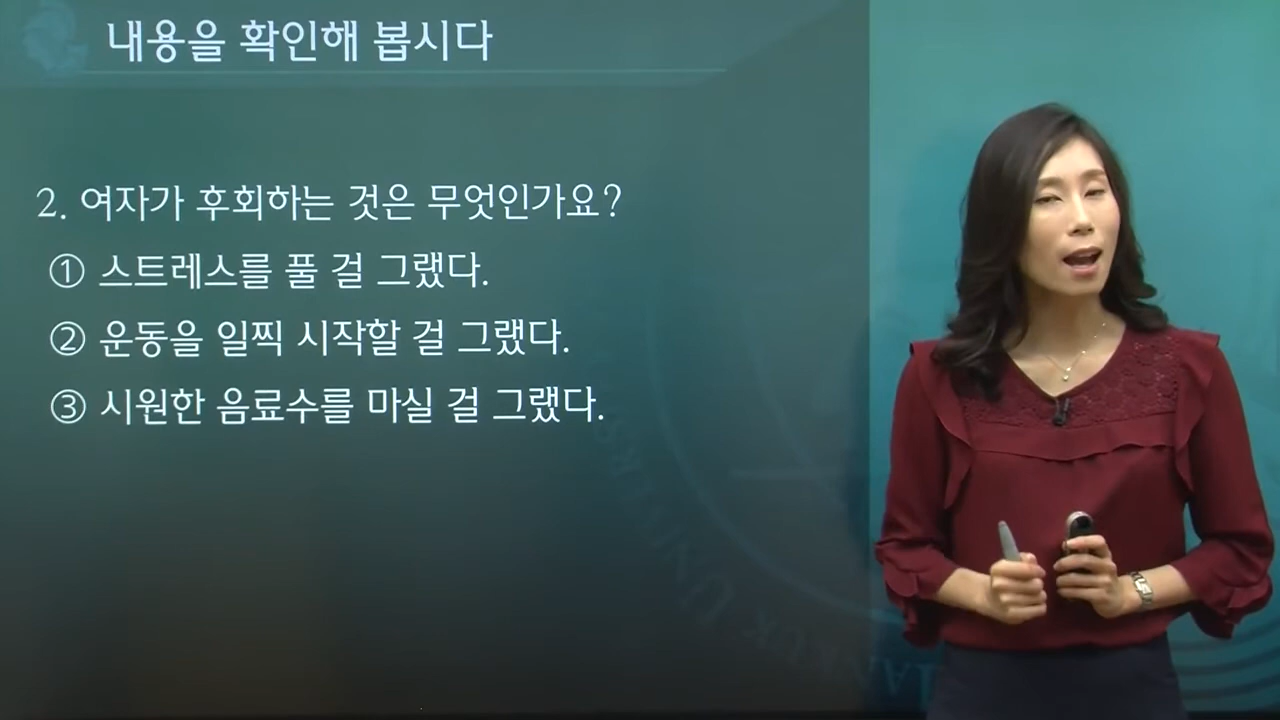 내용을 확인해 봅시다
2. 여자가 후회하는 것은 무엇인가요?
① 스트레스를 풀 걸 그랬다.
② 운동을 일찍 시작할 걸 그랬다.
③ 시원한 음료수를 마실 걸 그랬다.